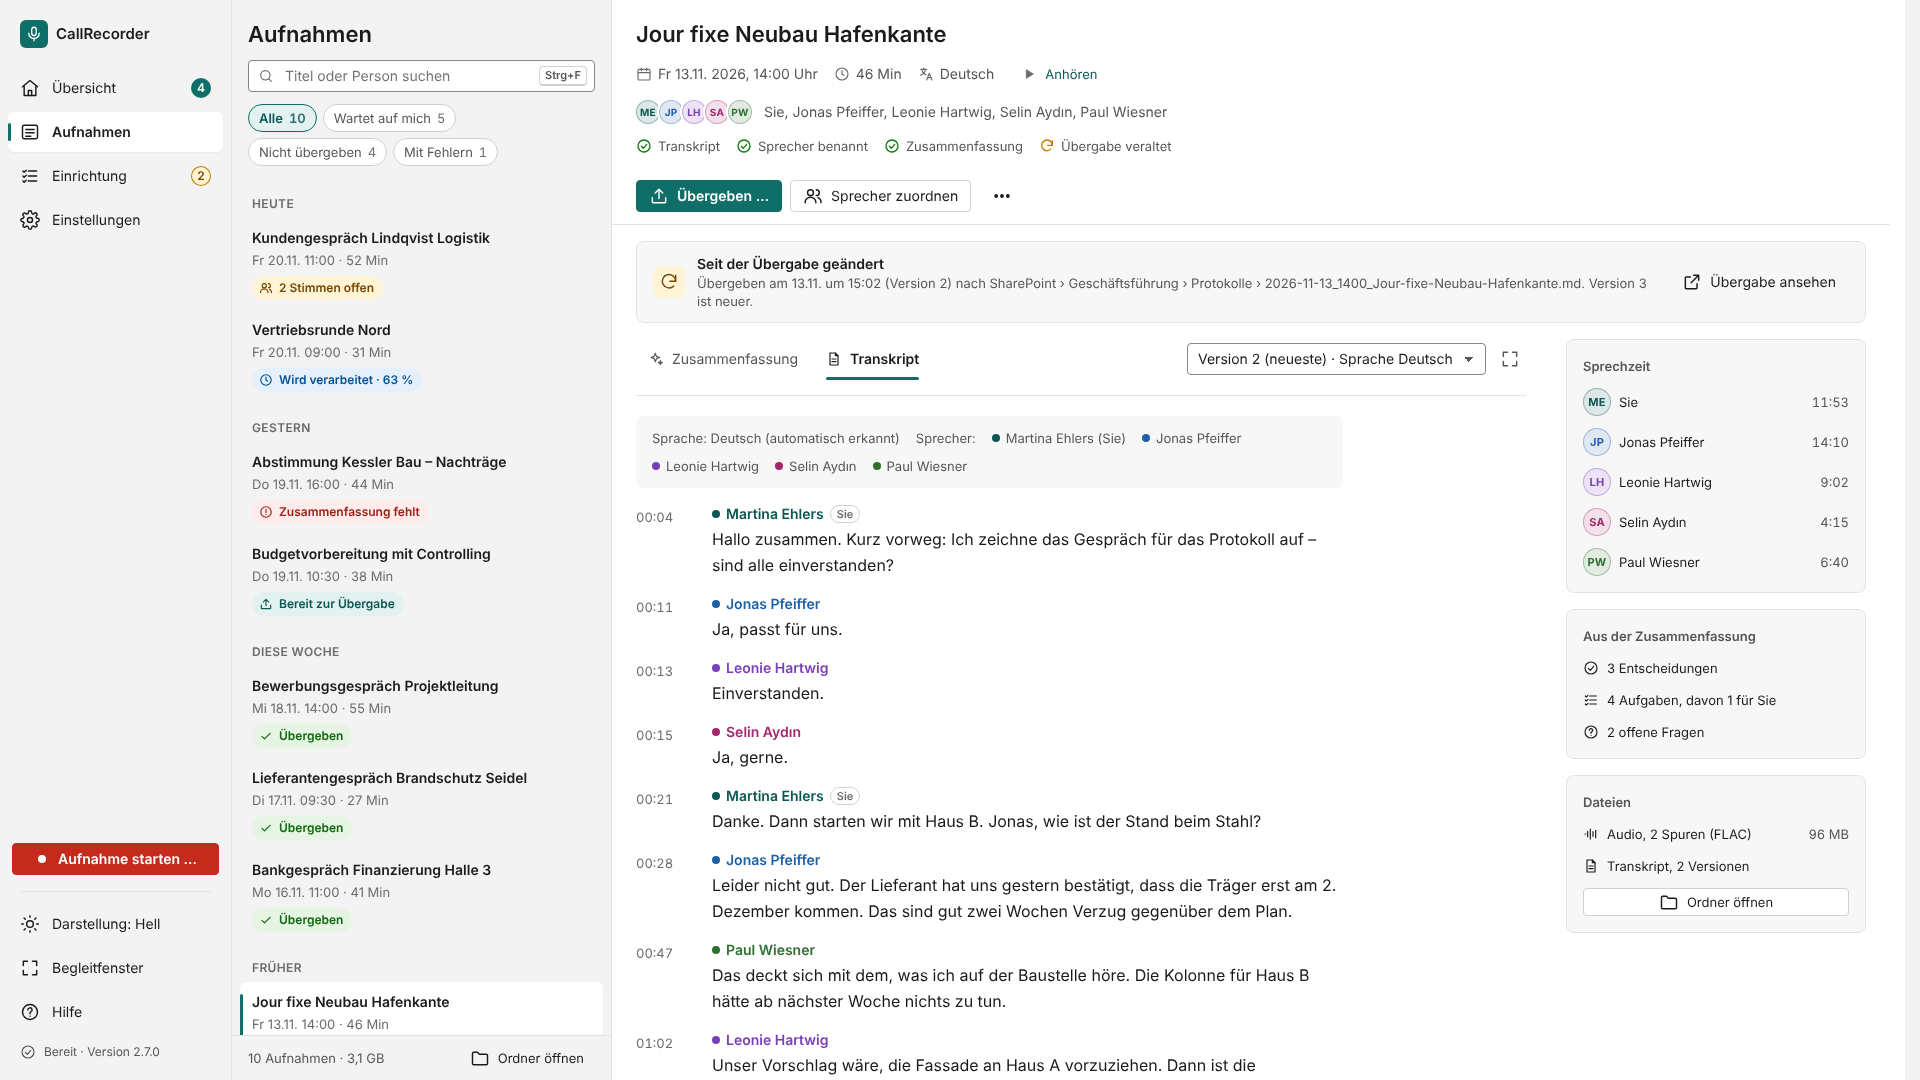 CallRecorder
Übersicht 4
Aufnahmen
Einrichtung 2
Einstellungen
Aufnahme starten ...
Darstellung: Hell
Begleitfenster
Hilfe
Bereit · Version 2.7.0
Aufnahmen
Titel oder Person suchen Strg+F
Alle 10 Wartet auf mich 5
Nicht übergeben 4 Mit Fehlern 1
HEUTE
Kundengespräch Lindqvist Logistik
Fr 20.11. 11:00 · 52 Min
2 Stimmen offen
Vertriebsrunde Nord
Fr 20.11. 09:00 · 31 Min
Wird verarbeitet · 63 %
GESTERN
Abstimmung Kessler Bau – Nachträge
Do 19.11. 16:00 · 44 Min
Zusammenfassung fehlt
Budgetvorbereitung mit Controlling
Do 19.11. 10:30 · 38 Min
Bereit zur Übergabe
DIESE WOCHE
Bewerbungsgespräch Projektleitung
Mi 18.11. 14:00 · 55 Min
Übergeben
Lieferantengespräch Brandschutz Seidel
Di 17.11. 09:30 · 27 Min
Übergeben
Bankgespräch Finanzierung Halle 3
Mo 16.11. 11:00 · 41 Min
Übergeben
FRÜHER
Jour fixe Neubau Hafenkante
Fr 13.11. 14:00 · 46 Min
10 Aufnahmen · 3,1 GB Ordner öffnen
Jour fixe Neubau Hafenkante
Fr 13.11. 2026, 14:00 Uhr 46 Min Deutsch Anhören
ME JP LH SA PW Sie, Jonas Pfeiffer, Leonie Hartwig, Selin Aydın, Paul Wiesner
Transkript Sprecher benannt Zusammenfassung Übergabe veraltet
Übergeben ... Sprecher zuordnen
Seit der Übergabe geändert
Übergeben am 13.11. um 15:02 (Version 2) nach SharePoint › Geschäftsführung › Protokolle › 2026-11-13_1400_Jour-fixe-Neubau-Hafenkante.md. Version 3
ist neuer.
Übergabe ansehen
Zusammenfassung Transkript Version 2 (neueste) · Sprache Deutsch
Sprache: Deutsch (automatisch erkannt) Sprecher: Martina Ehlers (Sie) Jonas Pfeiffer
Leonie Hartwig Selin Aydın Paul Wiesner
00:04 Martina Ehlers Sie
Hallo zusammen. Kurz vorweg: Ich zeichne das Gespräch für das Protokoll auf –
sind alle einverstanden?
00:11 Jonas Pfeiffer
Ja, passt für uns.
00:13 Leonie Hartwig
Einverstanden.
00:15 Selin Aydın
Ja, gerne.
00:21 Martina Ehlers Sie
Danke. Dann starten wir mit Haus B. Jonas, wie ist der Stand beim Stahl?
00:28 Jonas Pfeiffer
Leider nicht gut. Der Lieferant hat uns gestern bestätigt, dass die Träger erst am 2.
Dezember kommen. Das sind gut zwei Wochen Verzug gegenüber dem Plan.
00:47 Paul Wiesner
Das deckt sich mit dem, was ich auf der Baustelle höre. Die Kolonne für Haus B
hätte ab nächster Woche nichts zu tun.
01:02 Leonie Hartwig
Unser Vorschlag wäre, die Fassade an Haus A vorzuziehen. Dann ist die
Sprechzeit
ME Sie 11:53
JP Jonas Pfeiffer 14:10
LH Leonie Hartwig 9:02
SA Selin Aydın 4:15
PW Paul Wiesner 6:40
Aus der Zusammenfassung
3 Entscheidungen
4 Aufgaben, davon 1 für Sie
2 offene Fragen
Dateien
Audio, 2 Spuren (FLAC) 96 MB
Transkript, 2 Versionen
Ordner öffnen